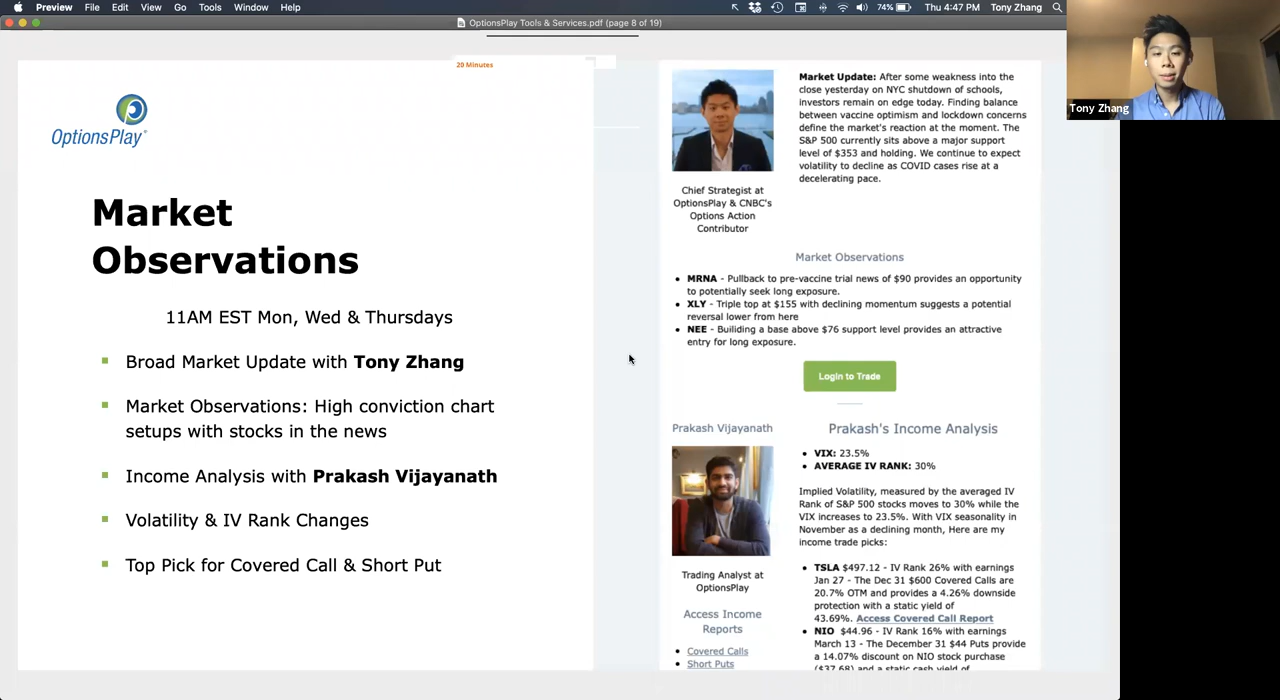 Preview File Edit View Go Tools Window Help
74% Thu 4:47 PM Tony Zhang
OptionsPlay Tools & Services.pdf (page 8 of 19)
Tony Zhang
20 Minutes
OptionsPlay
Market
Observations
11AM EST Mon, Wed & Thursdays
Broad Market Update with Tony Zhang
Market Observations: High conviction chart
setups with stocks in the news
Income Analysis with Prakash Vijayanath
Volatility & IV Rank Changes
Top Pick for Covered Call & Short Put
Chief Strategist at
OptionsPlay & CNBC's
Options Action
Contributor
Market Update: After some weakness into the
close yesterday on NYC shutdown of schools,
investors remain on edge today. Finding balance
between vaccine optimism and lockdown concerns
define the market's reaction at the moment. The
S&P 500 currently sits above a major support
level of $353 and holding. We continue to expect
volatility to decline as COVID cases rise at a
decelerating pace.
Market Observations
• MRNA - Pullback to pre-vaccine trial news of $90 provides an opportunity
to potentially seek long exposure.
• XLY - Triple top at $155 with declining momentum suggests a potential
reversal lower from here
• NEE - Builiding a base above $76 support level provides an attractive
entry for long exposure.
Login to Trade
Prakash Vijayanath
Trading Analyst at
OptionsPlay
Access Income
Reports
• Covered Calls
• Short Puts
Prakash's Income Analysis
• VIX: 23.5%
• AVERAGE IV RANK: 30%
Implied Volatility, measured by the averaged IV
Rank of S&P 500 stocks moves to 30% while the
VIX increases to 23.5%. With VIX seasonality in
November as a declining month, Here are my
income trade picks:
• TSLA $497.12 - IV Rank 26% with earnings
Jan 27 - The Dec 31 $600 Covered Calls are
20.7% OTM and provides a 4.26% downside
protection with a static yield of
43.69%. Access Covered Call Report
• NIO $44.96 - IV Rank 16% with earnings
March 13 - The December 31 $44 Puts provide
a 14.07% discount on NIO stock purchase
($37.68) and a static cash yield of